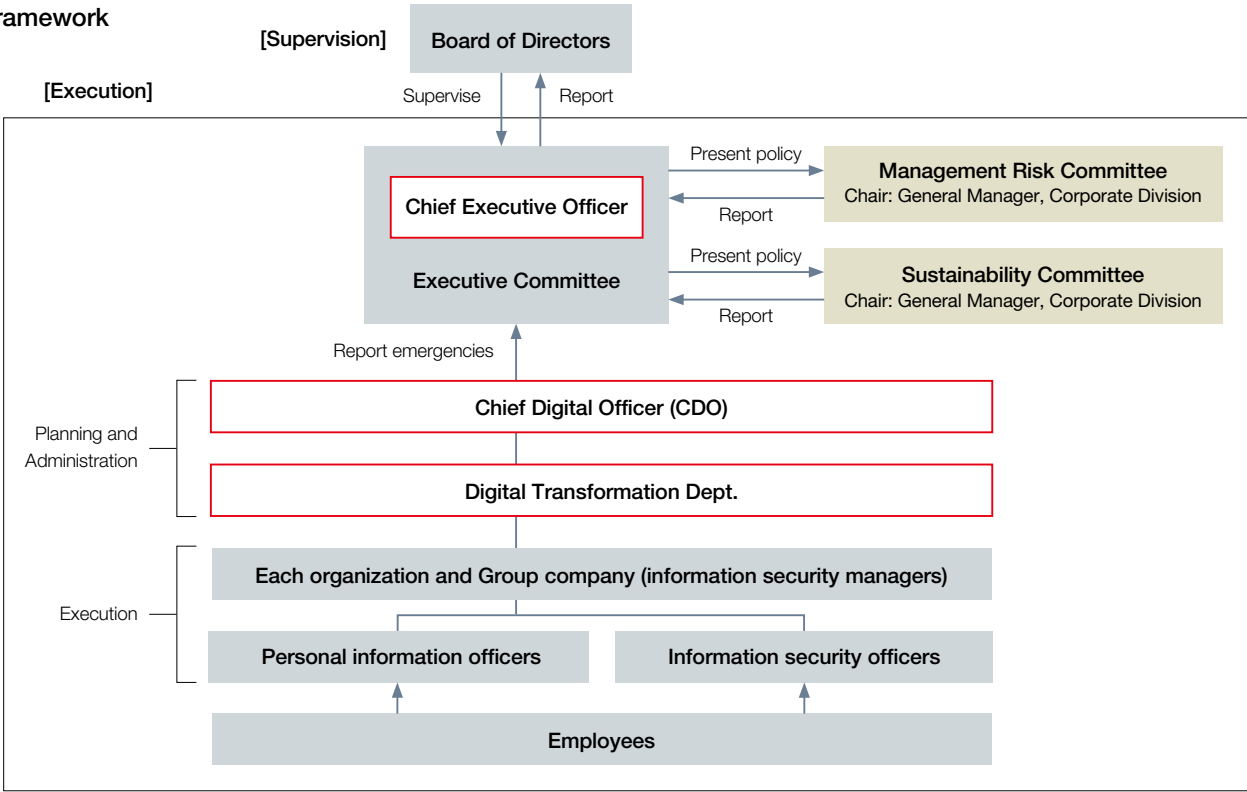 [Supervision]
Board of Directors
[Execution]
Supervise
Report
Present policy
Management Risk Committee
Chair: General Manager, Corporate Division
Chief Executive Officer
Report
Present policy
Sustainability Committee
Chair: General Manager, Corporate Division
Executive Committee
Report
Report emergencies
Chief Digital Officer (CDO)
Planning and
Administration
Digital Transformation Dept.
Each organization and Group company (information security managers)
Execution
Personal information officers
Information security officers
Employees